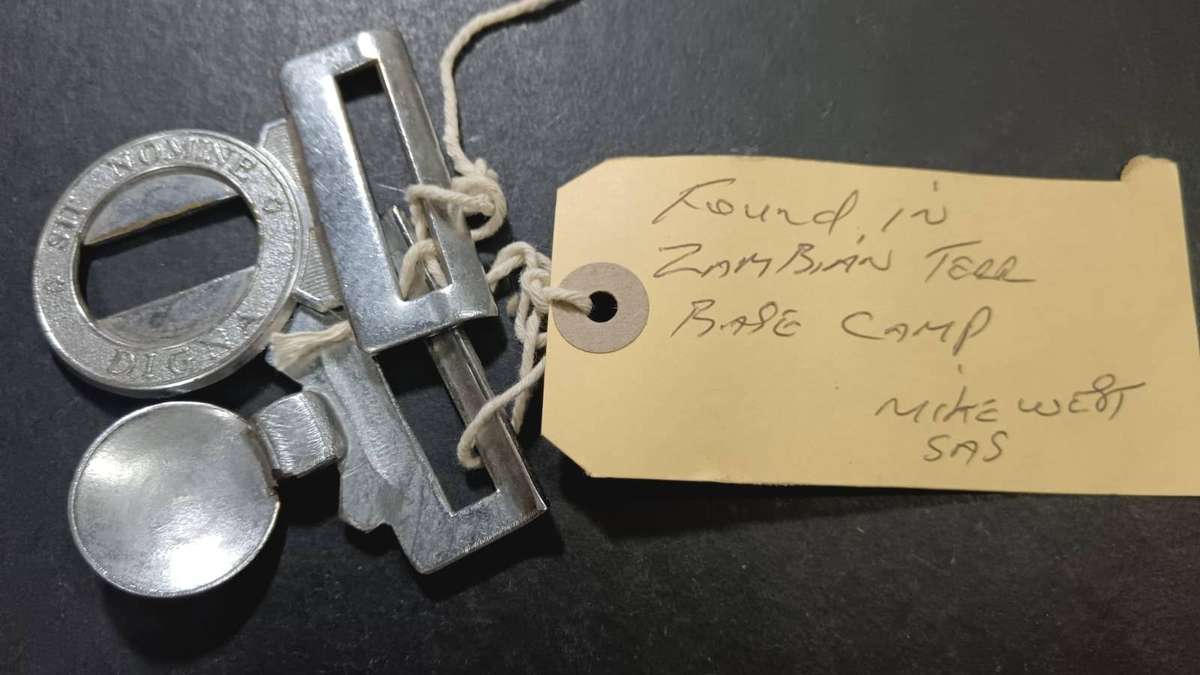 SIT NOMINE
DIGNA
Found in
ZAMBIAN TERR
BASE CAMP
MIKE WEST
SAS